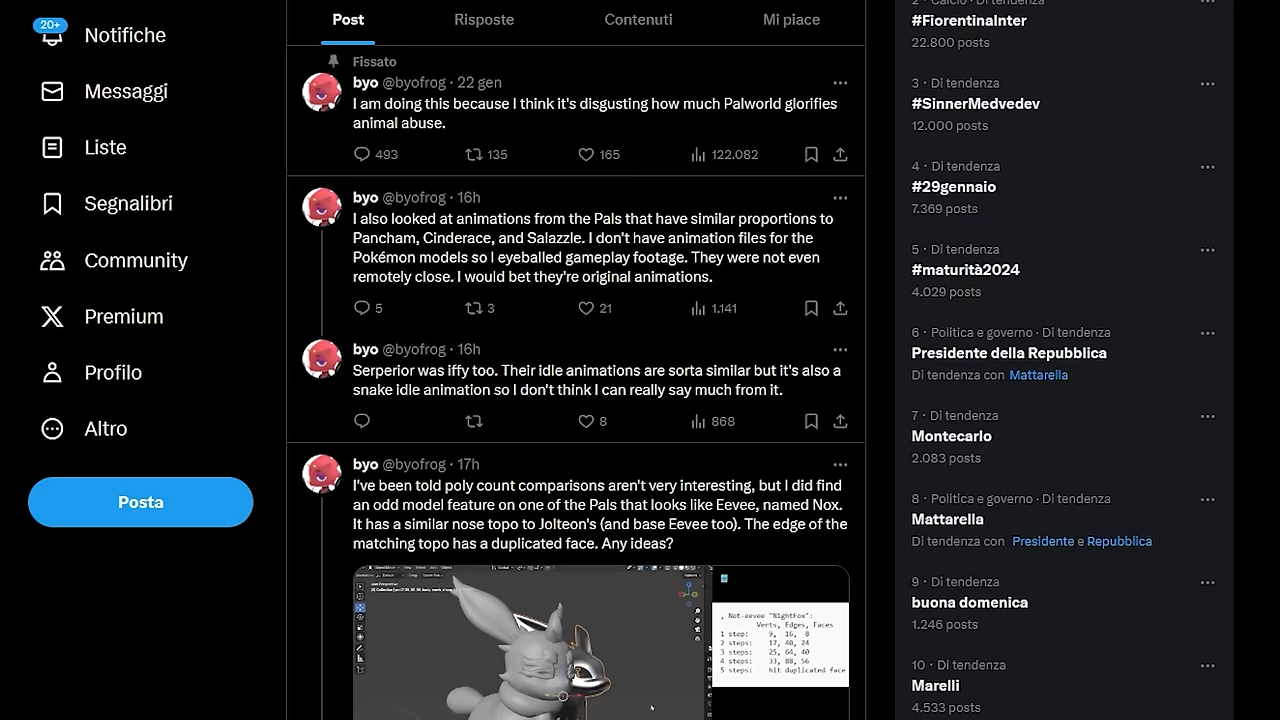 20+
Notifiche
Messaggi
Liste
Segnalibri
Community
Premium
Profilo
Altro
Posta
Post
Risposte
Contenuti
Mi piace
Fissato
byo @byofrog · 22 gen
I am doing this because I think it's disgusting how much Palworld glorifies
animal abuse.
493 135 165 122.082
byo @byofrog · 16h
I also looked at animations from the Pals that have similar proportions to
Pancham, Cinderace, and Salazzle. I don't have animation files for the
Pokémon models so I eyeballed gameplay footage. They were not even
remotely close. I would bet they're original animations.
5 3 21 1.141
byo @byofrog · 16h
Serperior was iffy too. Their idle animations are sorta similar but it's also a
snake idle animation so I don't think I can really say much from it.
8 868
byo @byofrog · 17h
I've been told poly count comparisons aren't very interesting, but I did find
an odd model feature on one of the Pals that looks like Eevee, named Nox.
It has a similar nose topo to Jolteon's (and base Eevee too). The edge of the
matching topo has a duplicated face. Any ideas?
, Not-eevee "NightFox":
Verts, Edges, Faces
1 step: 9, 16, 8
2 steps: 17, 40, 24
3 steps: 25, 64, 40
4 steps: 33, 88, 56
5 steps: hit duplicated face
2 · Calcio · Di tendenza
#FiorentinaInter
22.800 posts
3 · Di tendenza
#SinnerMedvedev
12.000 posts
4 · Di tendenza
#29gennaio
7.369 posts
5 · Di tendenza
#maturità2024
4.029 posts
6 · Politica e governo · Di tendenza
Presidente della Repubblica
Di tendenza con Mattarella
7 · Di tendenza
Montecarlo
2.083 posts
8 · Politica e governo · Di tendenza
Mattarella
Di tendenza con Presidente e Repubblica
9 · Di tendenza
buona domenica
1.246 posts
10 · Di tendenza
Marelli
4.533 posts